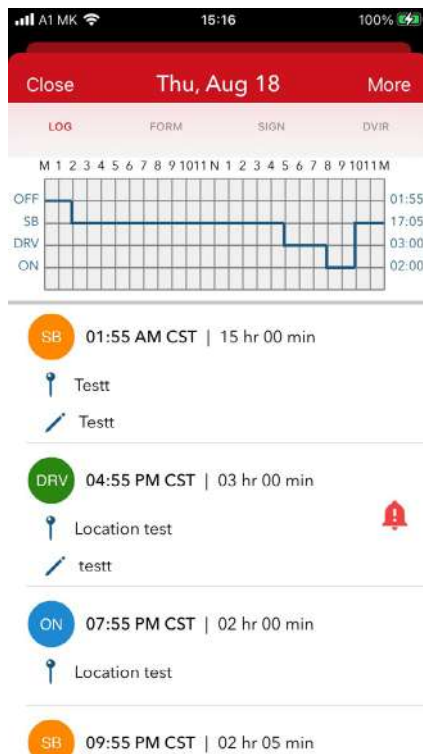 A1 MK 15:16 100%
Close Thu, Aug 18 More
LOG FORM SIGN DVIR
M 1 2 3 4 5 6 7 8 9 10 11 N 1 2 3 4 5 6 7 8 9 10 11 M
OFF 01:55
SB 17:05
DRV 03:00
ON 02:00
SB 01:55 AM CST | 15 hr 00 min
Testt
Testt
DRV 04:55 PM CST | 03 hr 00 min
Location test
testt
ON 07:55 PM CST | 02 hr 00 min
Location test
SB 09:55 PM CST | 02 hr 05 min